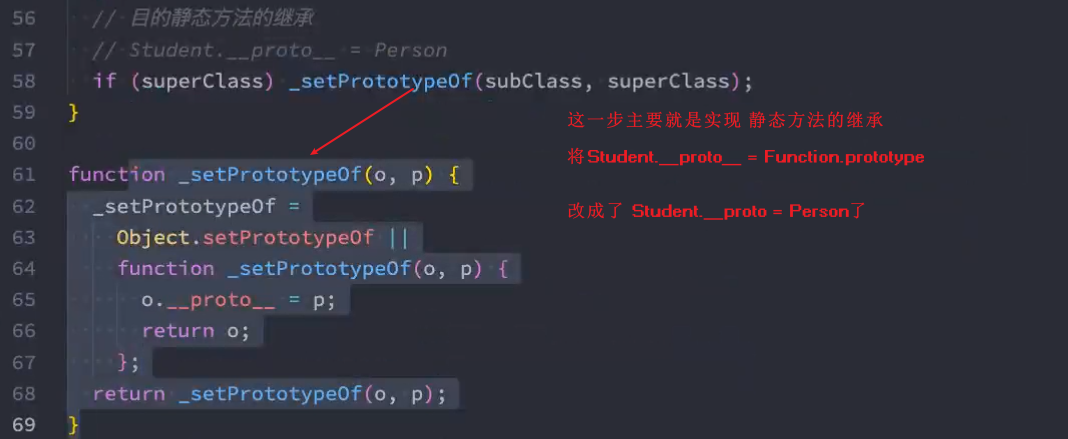 56 // 目的静态方法的继承
57 // Student.__proto__ = Person
58 if (superClass) _setPrototypeOf(subClass, superClass);
59 }
这一步主要就是实现 静态方法的继承
60
将Student.__proto__ = Function.prototype
61 function _setPrototypeOf(o, p) {
62 _setPrototypeOf =
改成了 Student.__proto = Person了
63 Object.setPrototypeOf ||
64 function _setPrototypeOf(o, p) {
65 o.__proto__ = p;
66 return o;
67 };
68 return _setPrototypeOf(o, p);
69 }